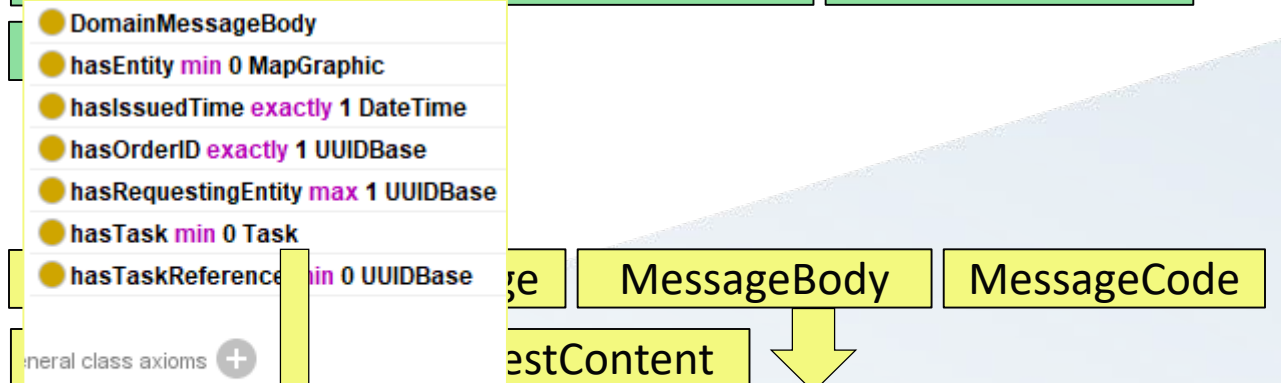 DomainMessageBody
hasEntity min 0 MapGraphic
hasIssuedTime exactly 1 DateTime
hasOrderID exactly 1 UUIDBase
hasRequestingEntity max 1 UUIDBase
hasTask min 0 Task
hasTaskReference in 0 UUIDBase
ge MessageBody MessageCode
neral class axioms
estContent